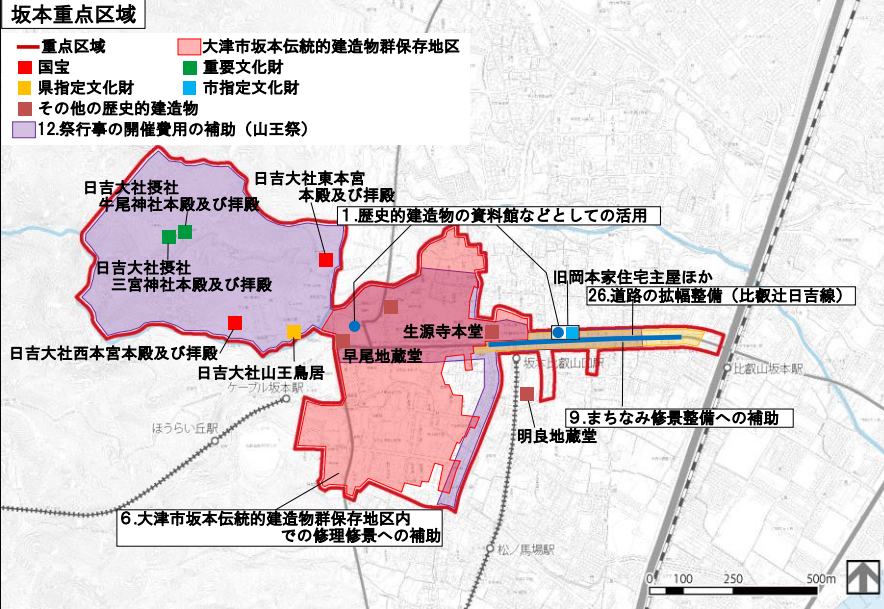 坂本重点区域
重点区域
大津市坂本伝統的建造物群保存地区
国宝
重要文化財
県指定文化財
市指定文化財
その他の歴史的建造物
12.祭行事の開催費用の補助（山王祭）
日吉大社摂社
牛尾神社本殿及び拝殿
日吉大社東本宮
本殿及び拝殿
1.歴史的建造物の資料館などとしての活用
日吉大社摂社
三宮神社本殿及び拝殿
旧岡本家住宅主屋ほか
26.道路の拡幅整備（比叡辻日吉線）
日吉大社西本宮本殿及び拝殿
生源寺本堂
早尾地蔵堂
日吉大社山王鳥居
坂本比叡山口駅
比叡山坂本駅
ケーブル坂本駅
ほうらい丘駅
9.まちなみ修景整備への補助
明良地蔵堂
6.大津市坂本伝統的建造物群保存地区内
での修理修景への補助
松ノ馬場駅
0 100 250 500m